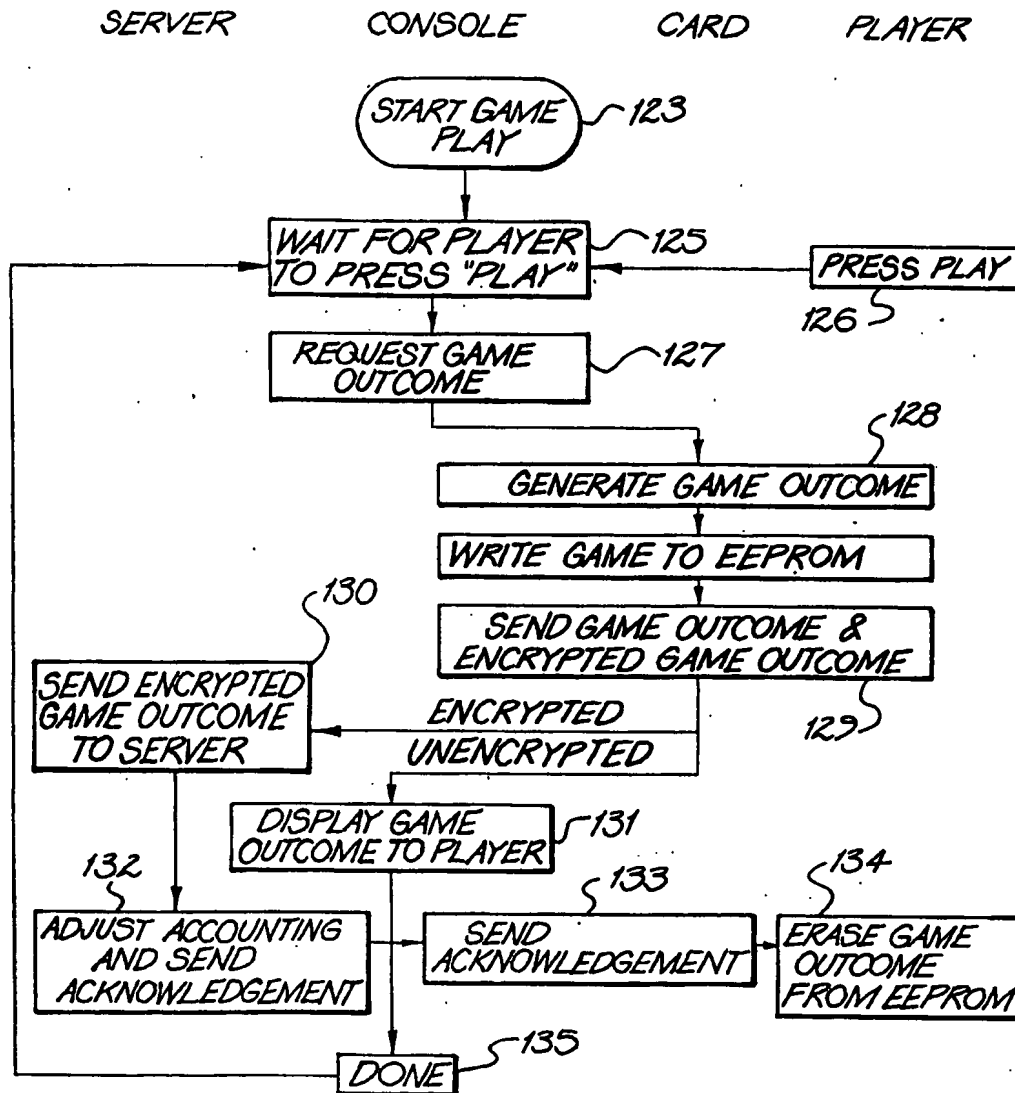 SERVER CONSOLE CARD PLAYER
START GAME
PLAY
123
WAIT FOR PLAYER
TO PRESS "PLAY"
125
PRESS PLAY
126
REQUEST GAME
OUTCOME
127
128
GENERATE GAME OUTCOME
WRITE GAME TO EEPROM
SEND GAME OUTCOME &
ENCRYPTED GAME OUTCOME
129
130
SEND ENCRYPTED
GAME OUTCOME
TO SERVER
ENCRYPTED
UNENCRYPTED
DISPLAY GAME
OUTCOME TO PLAYER
131
132
ADJUST ACCOUNTING
AND SEND
ACKNOWLEDGEMENT
133
SEND
ACKNOWLEDGEMENT
134
ERASE GAME
OUTCOME
FROM EEPROM
DONE
135